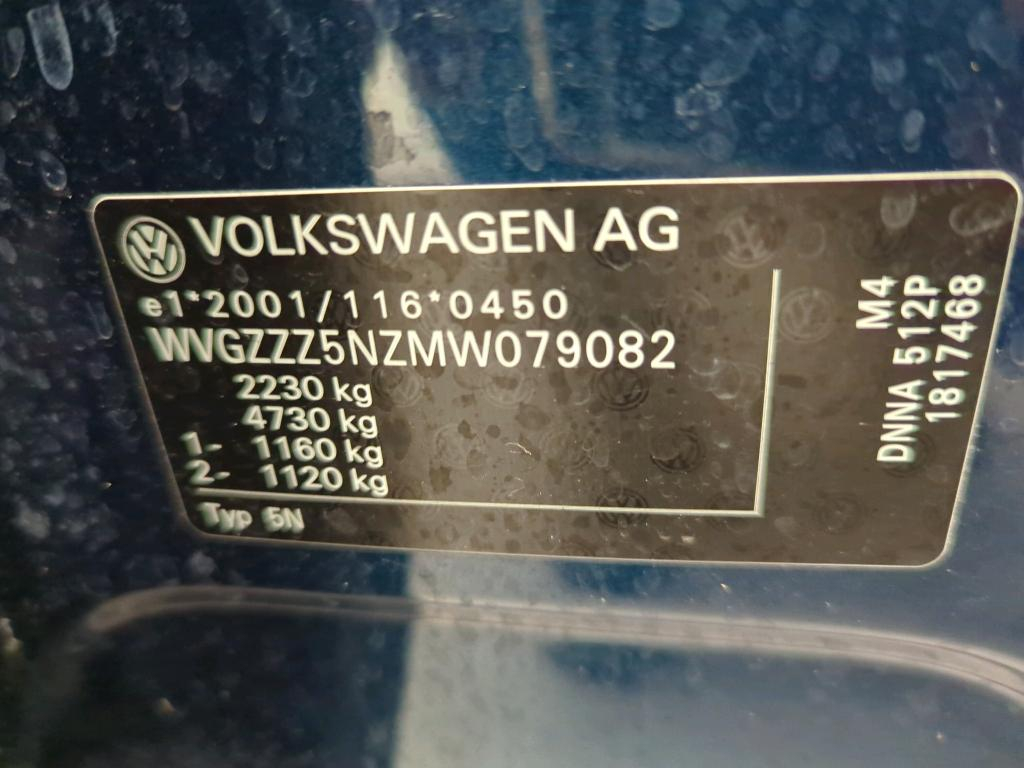 VOLKSWAGEN AG
e1*2001/116*0450
WVGZZZ5NZMW079082
2230 kg
4730 kg
1- 1160 kg
2- 1120 kg
Typ 5N
M4
DNNA 512P
1817468